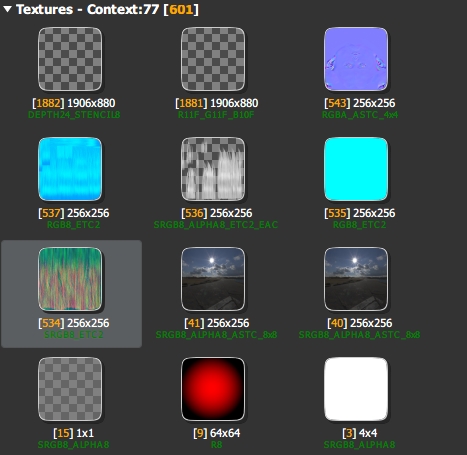 Textures - Context:77 [601]
[1882] 1906x880
DEPTH24_STENCIL8
[1881] 1906x880
R11F_G11F_B10F
[543] 256x256
RGBA_ASTC_4x4
[537] 256x256
RGB8_ETC2
[536] 256x256
SRGB8_ALPHA8_ETC2_EAC
[535] 256x256
RGB8_ETC2
[534] 256x256
SRGB8_ETC2
[41] 256x256
SRGB8_ALPHA8_ASTC_8x8
[40] 256x256
SRGB8_ALPHA8_ASTC_8x8
[15] 1x1
SRGB8_ALPHA8
[9] 64x64
R8
[3] 4x4
SRGB8_ALPHA8